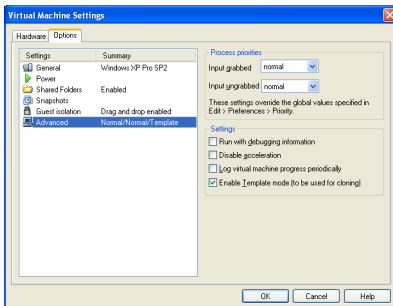 Virtual Machine Settings
Hardware Options
Settings Summary
General Windows XP Pro SP2
Power
Shared Folders Enabled
Snapshots
Guest isolation Drag and drop enabled
Advanced Normal/Normal/Template
Process priorities
Input grabbed normal
Input ungrabbed normal
These settings override the global values specified in
Edit > Preferences > Priority.
Settings
Run with debugging information
Disable acceleration
Log virtual machine progress periodically
Enable Template mode (to be used for cloning)
OK Cancel Help